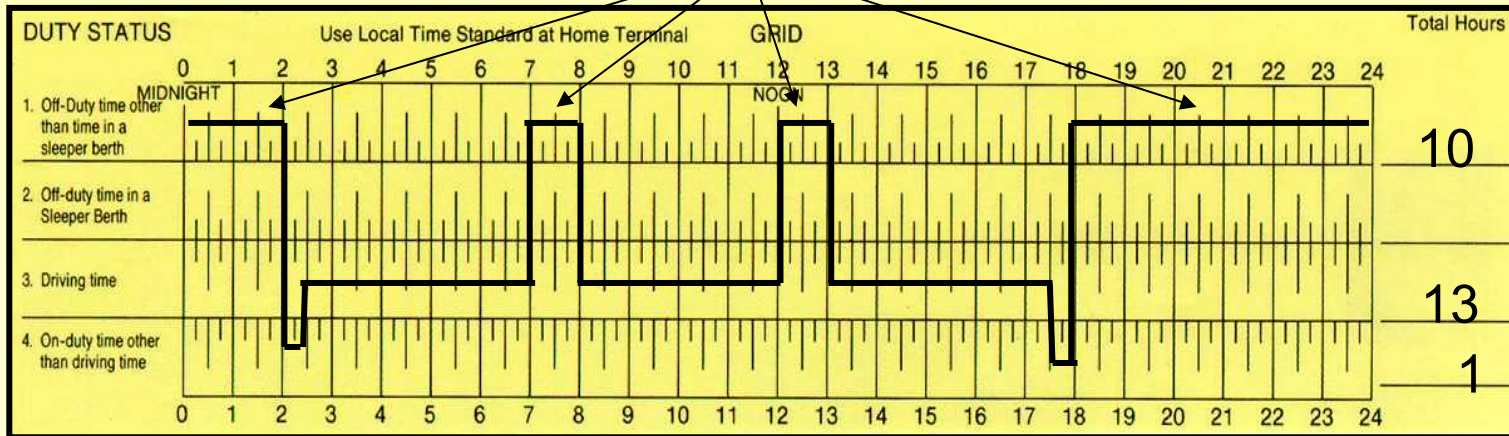 DUTY STATUS Use Local Time Standard at Home Terminal GRID Total Hours
0 1 2 3 4 5 6 7 8 9 10 11 12 13 14 15 16 17 18 19 20 21 22 23 24
MIDNIGHT NOON
1. Off-Duty time other
than time in a
sleeper berth
10
2. Off-duty time in a
Sleeper Berth
3. Driving time
13
4. On-duty time other
than driving time
1
0 1 2 3 4 5 6 7 8 9 10 11 12 13 14 15 16 17 18 19 20 21 22 23 24